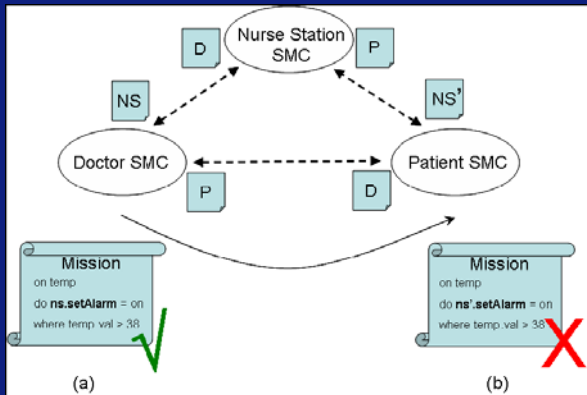 D
Nurse Station
SMC
P
NS
NS'
Doctor SMC
Patient SMC
P
D
Mission
on temp
do ns.setAlarm = on
where temp.val > 38
Mission
on temp
do ns'.setAlarm = on
where temp.val > 38
(a)
(b)